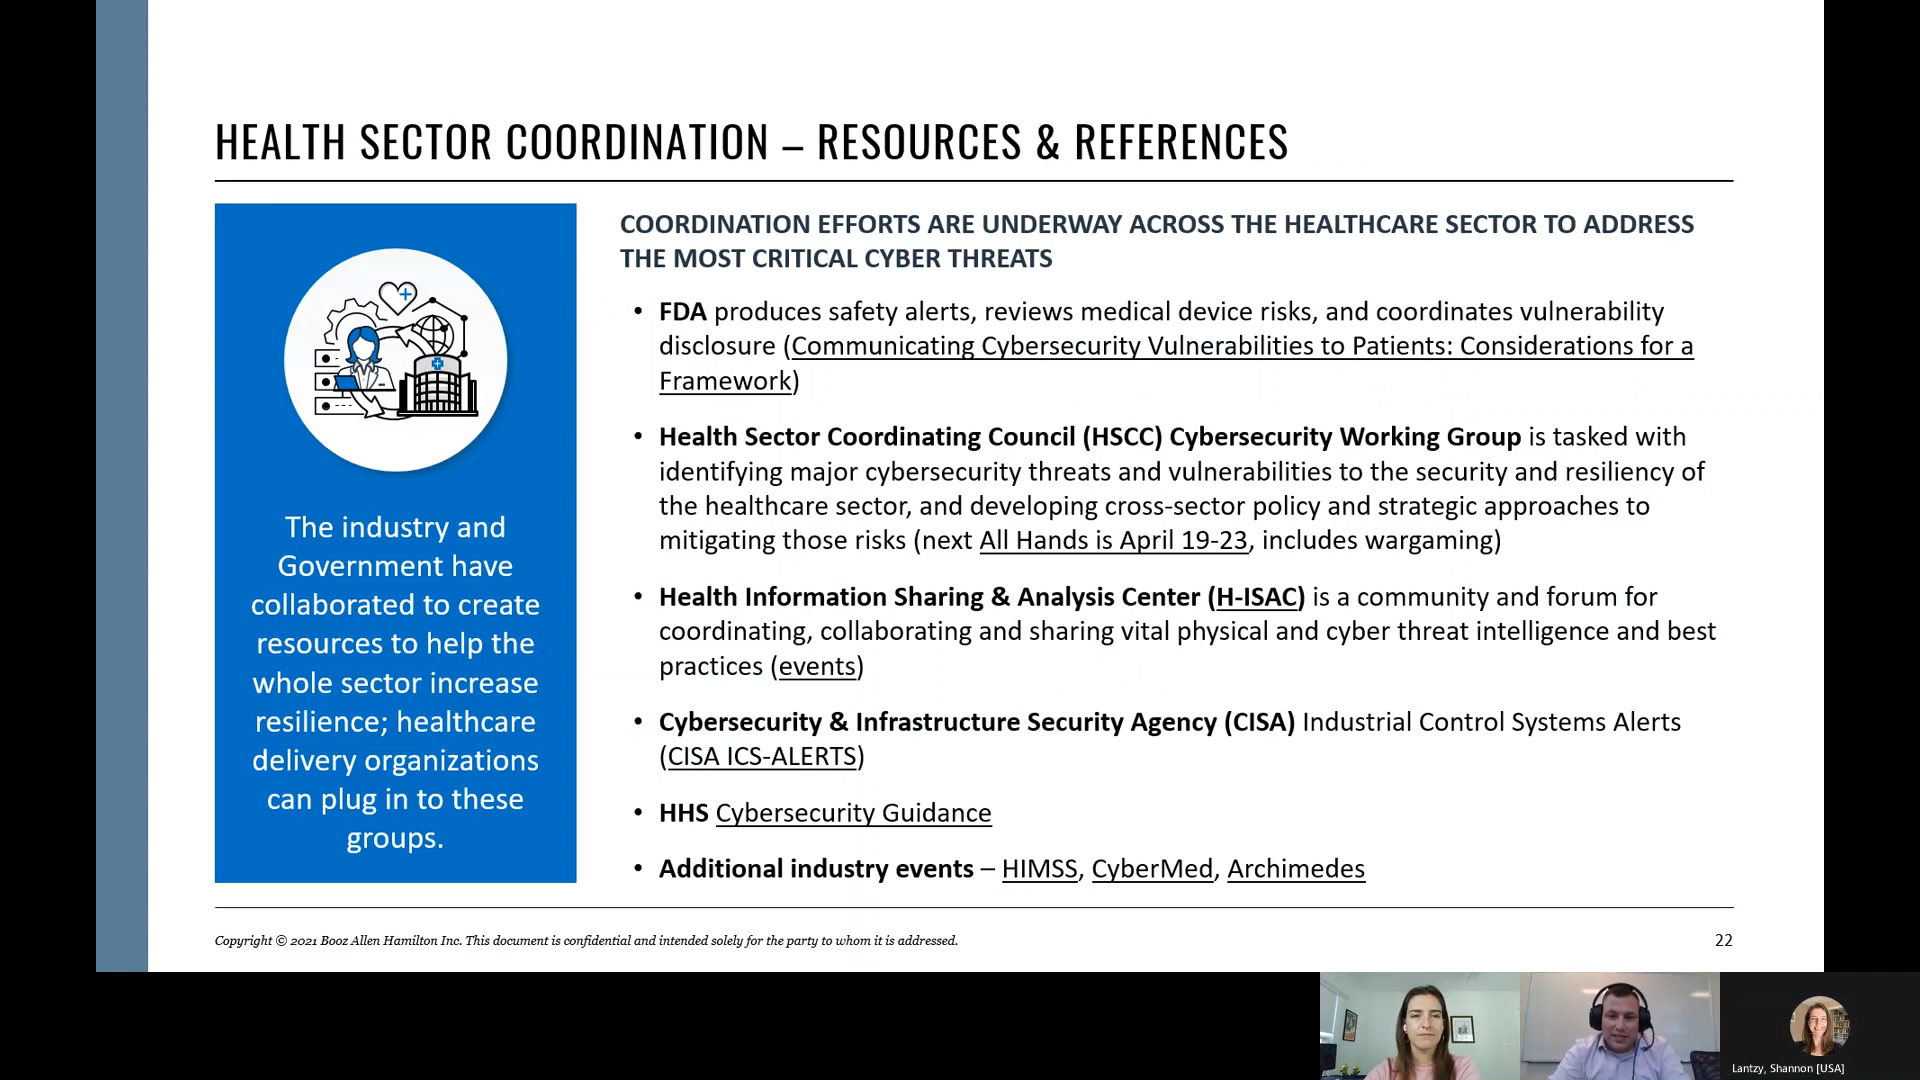 HEALTH SECTOR COORDINATION – RESOURCES & REFERENCES
The industry and
Government have
collaborated to create
resources to help the
whole sector increase
resilience; healthcare
delivery organizations
can plug in to these
groups.
COORDINATION EFFORTS ARE UNDERWAY ACROSS THE HEALTHCARE SECTOR TO ADDRESS
THE MOST CRITICAL CYBER THREATS
• FDA produces safety alerts, reviews medical device risks, and coordinates vulnerability
disclosure (Communicating Cybersecurity Vulnerabilities to Patients: Considerations for a
Framework)
• Health Sector Coordinating Council (HSCC) Cybersecurity Working Group is tasked with
identifying major cybersecurity threats and vulnerabilities to the security and resiliency of
the healthcare sector, and developing cross-sector policy and strategic approaches to
mitigating those risks (next All Hands is April 19-23, includes wargaming)
• Health Information Sharing & Analysis Center (H-ISAC) is a community and forum for
coordinating, collaborating and sharing vital physical and cyber threat intelligence and best
practices (events)
• Cybersecurity & Infrastructure Security Agency (CISA) Industrial Control Systems Alerts
(CISA ICS-ALERTS)
• HHS Cybersecurity Guidance
• Additional industry events – HIMSS, CyberMed, Archimedes
Copyright © 2021 Booz Allen Hamilton Inc. This document is confidential and intended solely for the party to whom it is addressed.
22
Lantzy, Shannon [USA]